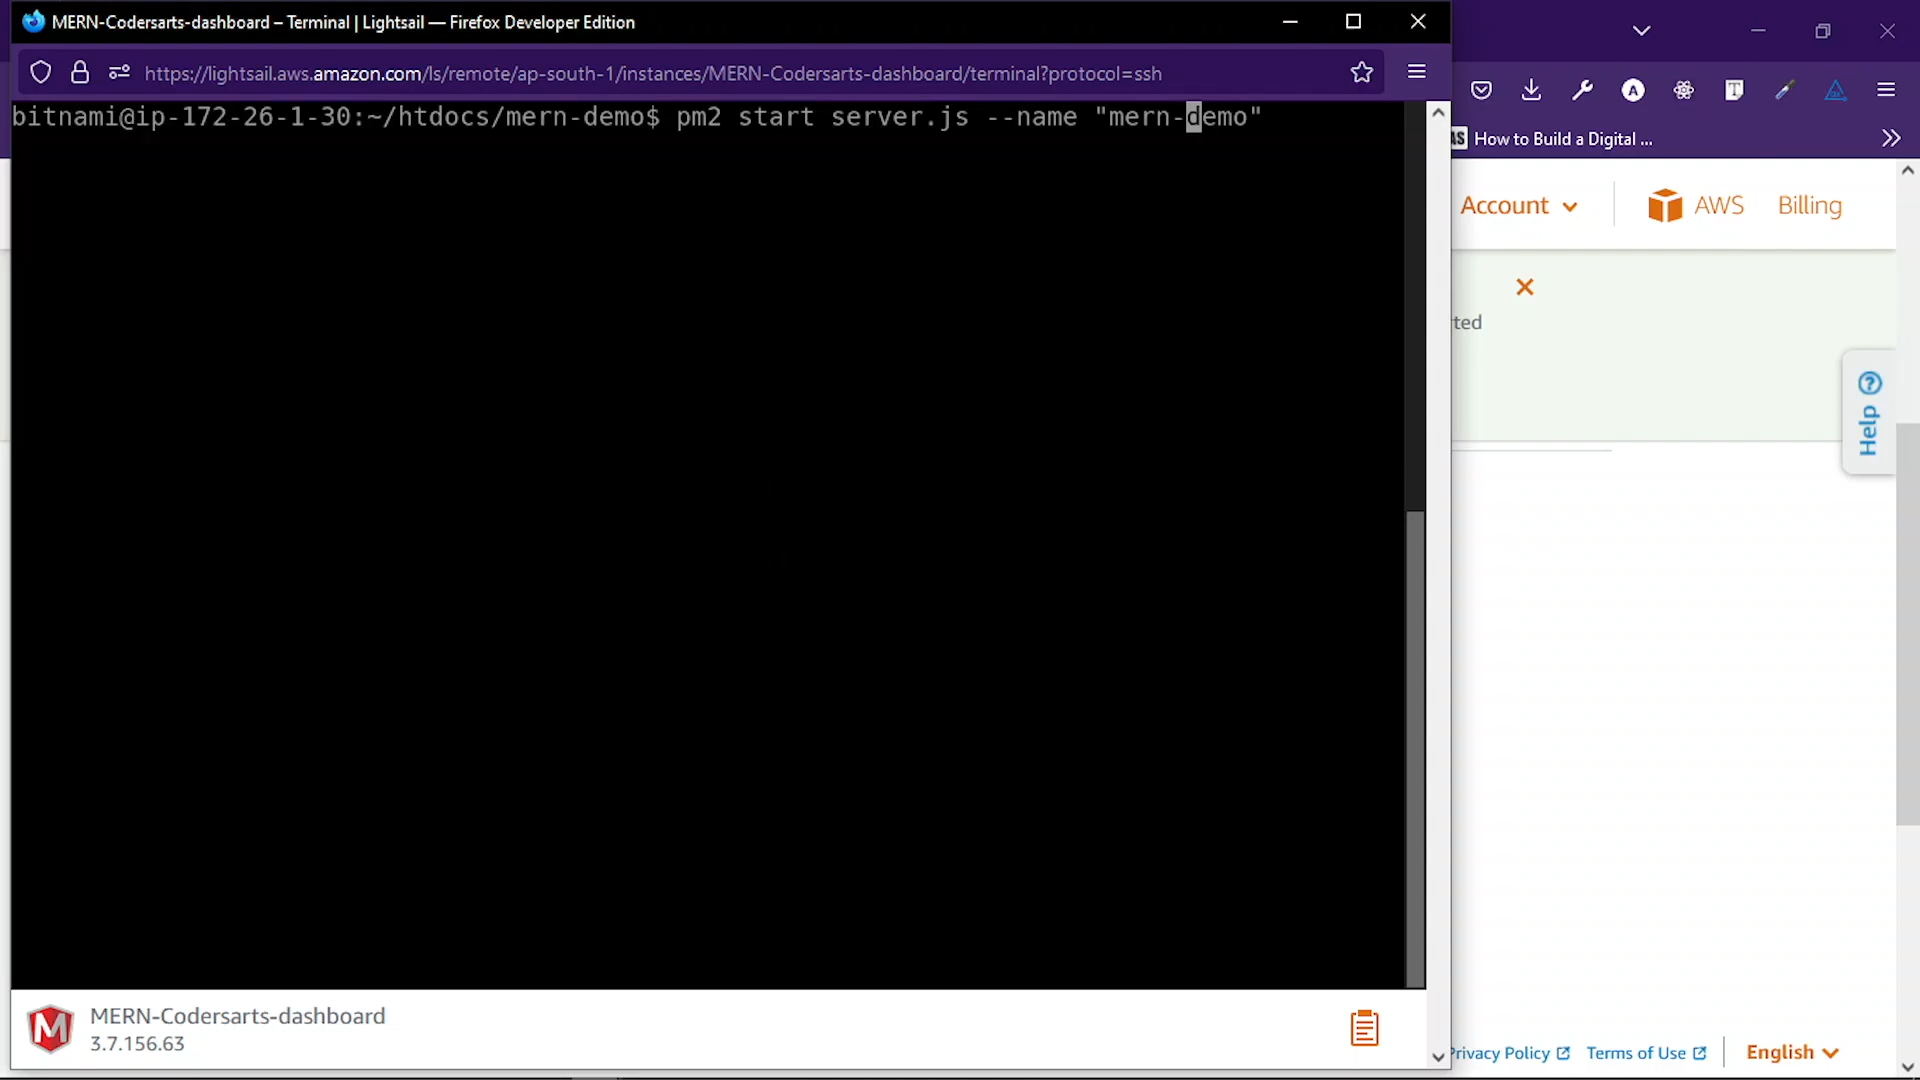 MERN-Codersarts-dashboard – Terminal | Lightsail — Firefox Developer Edition
https://lightsail.aws.amazon.com/ls/remote/ap-south-1/instances/MERN-Codersarts-dashboard/terminal?protocol=ssh
bitnami@ip-172-26-1-30:~/htdocs/mern-demo$ pm2 start server.js --name "mern-demo"
How to Build a Digital ...
Account
AWS
Billing
ted
Help
MERN-Codersarts-dashboard
3.7.156.63
Privacy Policy
Terms of Use
English